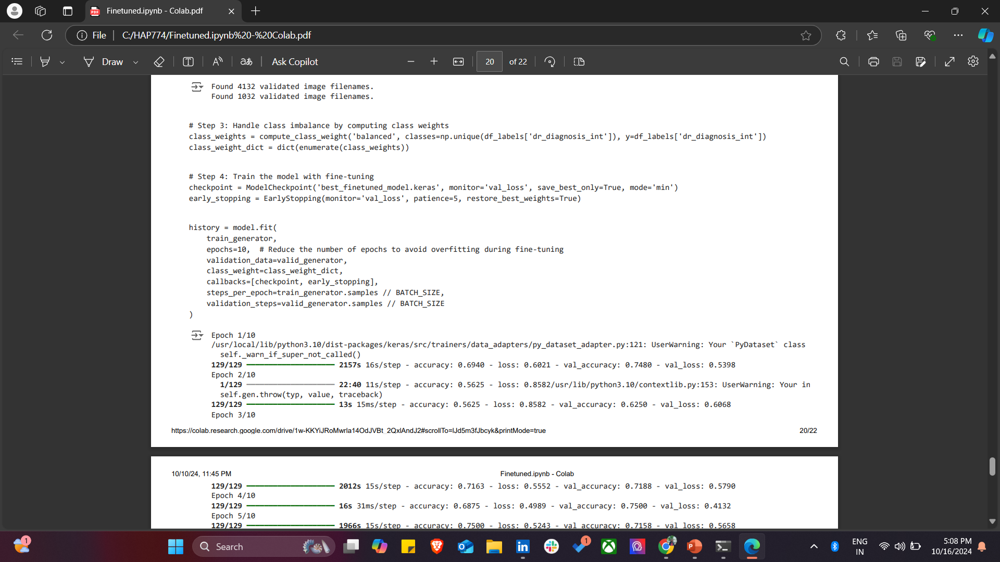 Finetuned.ipynb - Colab.pdf
File
C:/HAP774/Finetuned.ipynb%20-%20Colab.pdf
Draw
Ask Copilot
20 of 22
Found 4132 validated image filenames.
Found 1032 validated image filenames.
# Step 3: Handle class imbalance by computing class weights
class_weights = compute_class_weight('balanced', classes=np.unique(df_labels['dr_diagnosis_int']), y=df_labels['dr_diagnosis_int'])
class_weight_dict = dict(enumerate(class_weights))
# Step 4: Train the model with fine-tuning
checkpoint = ModelCheckpoint('best_finetuned_model.keras', monitor='val_loss', save_best_only=True, mode='min')
early_stopping = EarlyStopping(monitor='val_loss', patience=5, restore_best_weights=True)
history = model.fit(
    train_generator,
    epochs=10,  # Reduce the number of epochs to avoid overfitting during fine-tuning
    validation_data=valid_generator,
    class_weight=class_weight_dict,
    callbacks=[checkpoint, early_stopping],
    steps_per_epoch=train_generator.samples // BATCH_SIZE,
    validation_steps=valid_generator.samples // BATCH_SIZE
)
Epoch 1/10
/usr/local/lib/python3.10/dist-packages/keras/src/trainers/data_adapters/py_dataset_adapter.py:121: UserWarning: Your `PyDataset` class
  self._warn_if_super_not_called()
129/129 2157s 16s/step - accuracy: 0.6940 - loss: 0.6021 - val_accuracy: 0.7480 - val_loss: 0.5398
Epoch 2/10
  1/129 22:40 11s/step - accuracy: 0.5625 - loss: 0.8582/usr/lib/python3.10/contextlib.py:153: UserWarning: Your in
  self.gen.throw(typ, value, traceback)
129/129 13s 15ms/step - accuracy: 0.5625 - loss: 0.8582 - val_accuracy: 0.6250 - val_loss: 0.6068
Epoch 3/10
https://colab.research.google.com/drive/1w-KKYiJRoMwrla14OdJVBt_2QxlAndJ2#scrollTo=lJd5m3fJbcyk&printMode=true 20/22
10/10/24, 11:45 PM Finetuned.ipynb - Colab
129/129 2012s 15s/step - accuracy: 0.7163 - loss: 0.5552 - val_accuracy: 0.7188 - val_loss: 0.5790
Epoch 4/10
129/129 16s 31ms/step - accuracy: 0.6875 - loss: 0.4989 - val_accuracy: 0.7500 - val_loss: 0.4132
Epoch 5/10
129/129 1966s 15s/step - accuracy: 0.7500 - loss: 0.5243 - val_accuracy: 0.7158 - val_loss: 0.5658
1
Search
1
ENG
IN
5:08 PM
10/16/2024